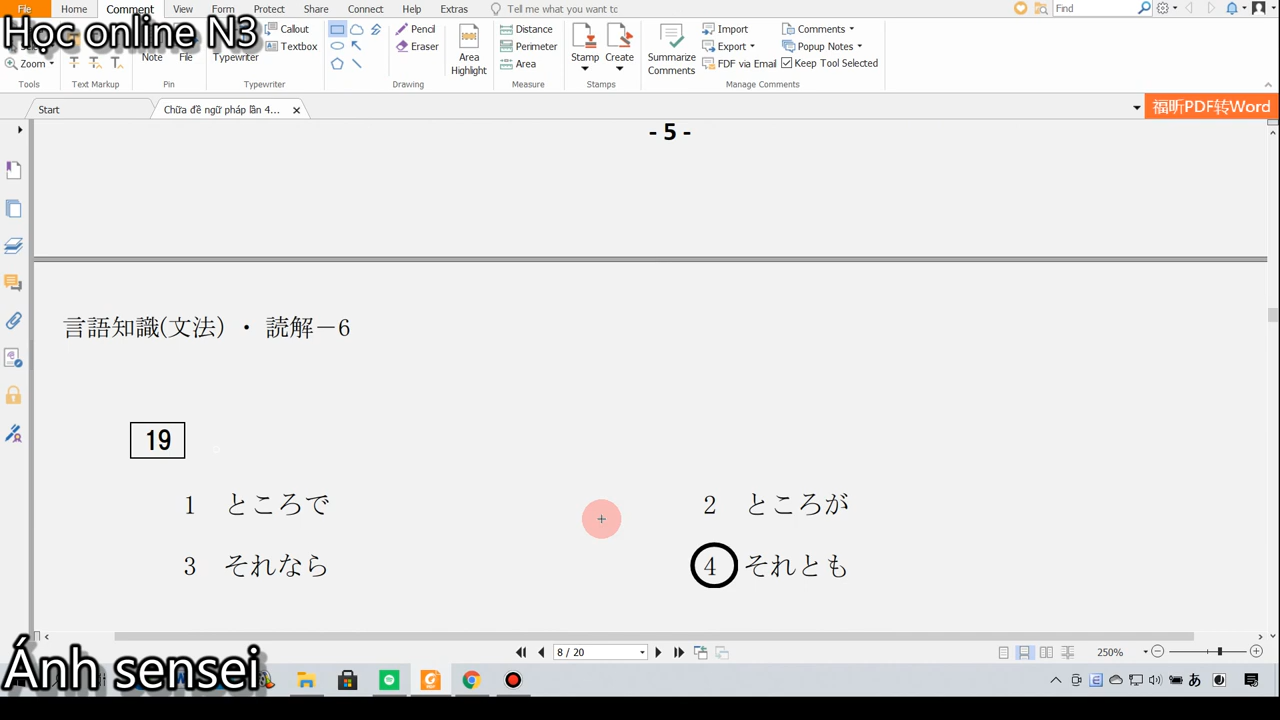 File Home Comment View Form Protect Share Connect Help Extras Tell me what you want tc Find
Học online N3
Zoom
Note
File
Typewriter
Callout
Textbox
Pencil
Eraser
Area
Highlight
Distance
Perimeter
Area
Stamp
Create
Summarize
Comments
Import
Export
FDF via Email
Comments
Popup Notes
Keep Tool Selected
Tools Text Markup Pin Typewriter Drawing Measure Stamps Manage Comments
Start
Chữa đề ngữ pháp lần 4...
福昕PDF转Word
- 5 -
言語知識(文法) ・ 読解－6
19
1 ところで
2 ところが
3 それなら
4 それとも
8 / 20
250%
Ánh sensei
あ